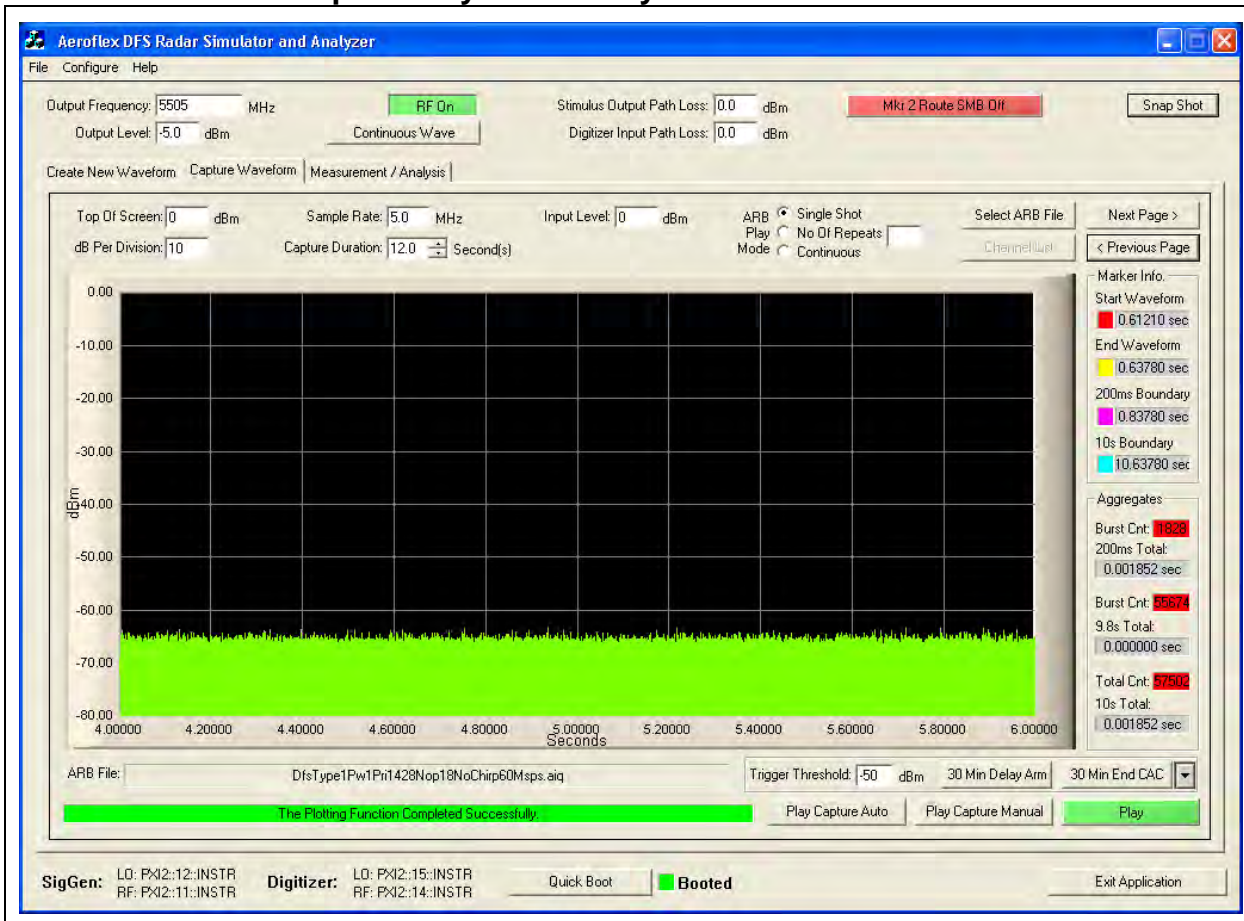 Aeroflex DFS Radar Simulator and Analyzer
File Configure Help
Output Frequency: 5505 MHz
RF On
Stimulus Output Path Loss: 0.0 dBm
Mkr 2 Route SMB Off
Snap Shot
Output Level: -5.0 dBm
Continuous Wave
Digitizer Input Path Loss: 0.0 dBm
Create New Waveform Capture Waveform Measurement / Analysis
Top Of Screen: 0 dBm
Sample Rate: 5.0 MHz
Input Level: 0 dBm
ARB Play Mode
Single Shot
No Of Repeats
Continuous
Select ARB File
Next Page >
dB Per Division: 10
Capture Duration: 12.0 Second(s)
Channel List
< Previous Page
0.00
-10.00
-20.00
-30.00
-40.00
-50.00
-60.00
-70.00
-80.00
dBm
4.00000 4.20000 4.40000 4.60000 4.80000 5.00000 5.20000 5.40000 5.60000 5.80000 6.00000
Seconds
Marker Info.
Start Waveform
0.61210 sec
End Waveform
0.63780 sec
200ms Boundary
0.83780 sec
10s Boundary
10.63780 sec
Aggregates
Burst Cnt: 1828
200ms Total:
0.001852 sec
Burst Cnt: 55674
9.8s Total:
0.000000 sec
Total Cnt: 57502
10s Total:
0.001852 sec
ARB File: DfsType1Pw1Pri1428Nop18NoChirp60Msps.aiq
Trigger Threshold: -50 dBm
30 Min Delay Arm
30 Min End CAC
The Plotting Function Completed Successfully.
Play Capture Auto
Play Capture Manual
Play
SigGen: LO: PXI2::12::INSTR
RF: PXI2::11::INSTR
Digitizer: LO: PXI2::15::INSTR
RF: PXI2::14::INSTR
Quick Boot
Booted
Exit Application